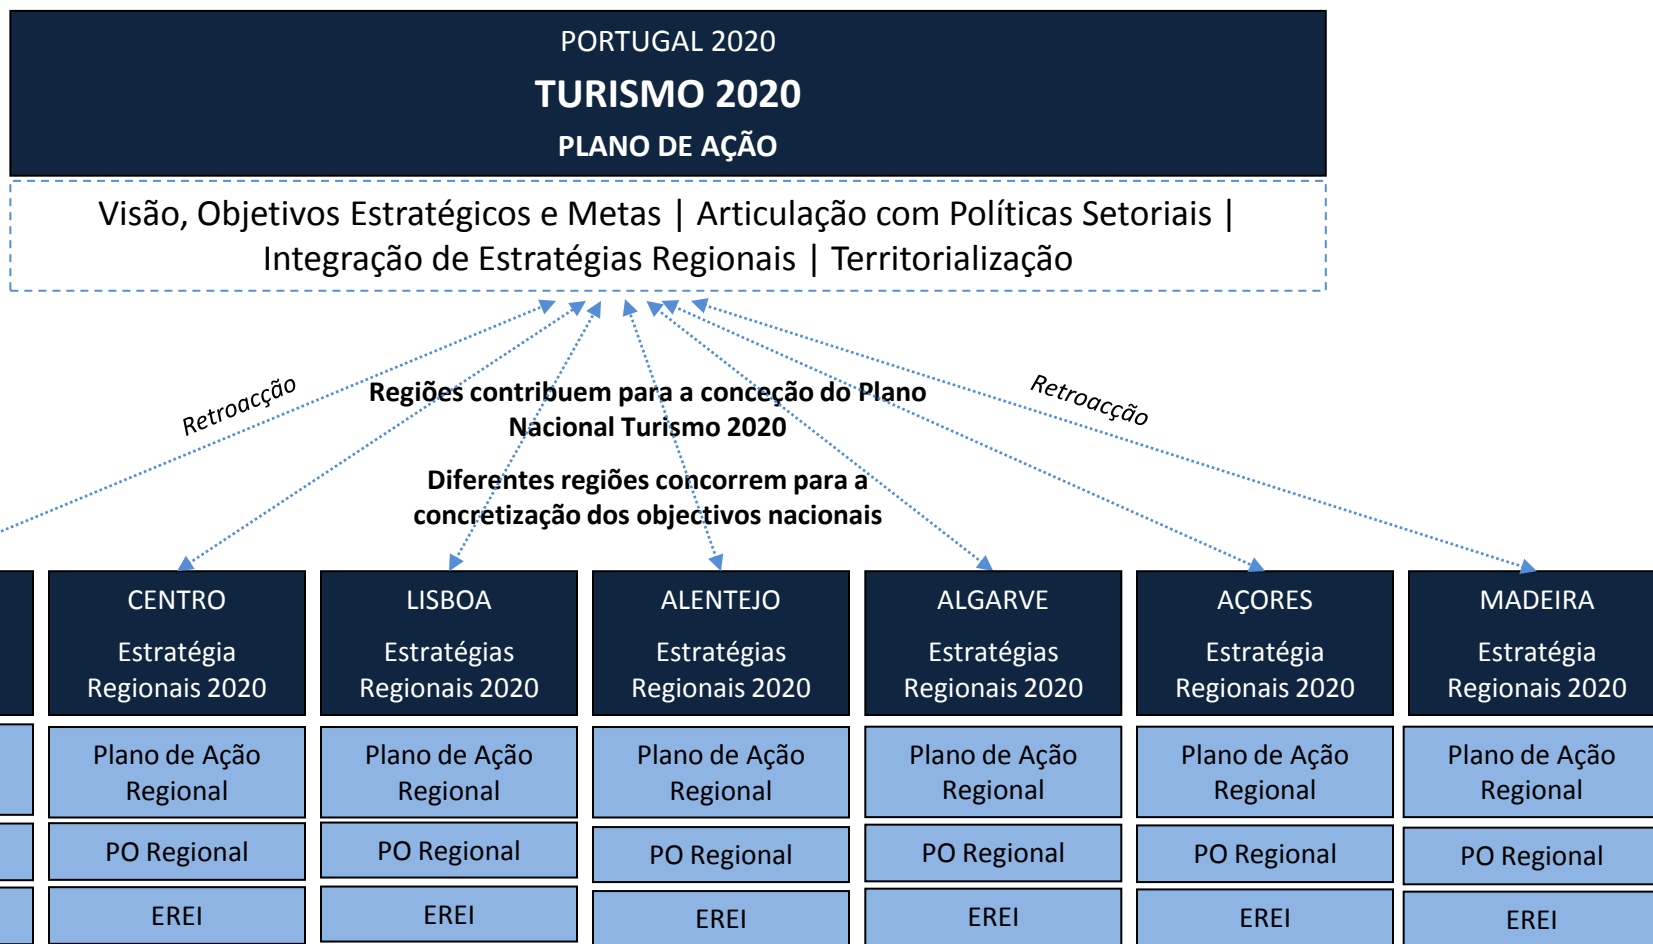 PORTUGAL 2020
TURISMO 2020
PLANO DE AÇÃO
Visão, Objetivos Estratégicos e Metas | Articulação com Políticas Setoriais |
Integração de Estratégias Regionais | Territorialização
Retroacção
Regiões contribuem para a conceção do Plano
Nacional Turismo 2020
Retroacção
Diferentes regiões concorrem para a
concretização dos objectivos nacionais
CENTRO
Estratégia
Regionais 2020
Plano de Ação
Regional
PO Regional
EREI
LISBOA
Estratégias
Regionais 2020
Plano de Ação
Regional
PO Regional
EREI
ALENTEJO
Estratégias
Regionais 2020
Plano de Ação
Regional
PO Regional
EREI
ALGARVE
Estratégias
Regionais 2020
Plano de Ação
Regional
PO Regional
EREI
AÇORES
Estratégia
Regionais 2020
Plano de Ação
Regional
PO Regional
EREI
MADEIRA
Estratégia
Regionais 2020
Plano de Ação
Regional
PO Regional
EREI